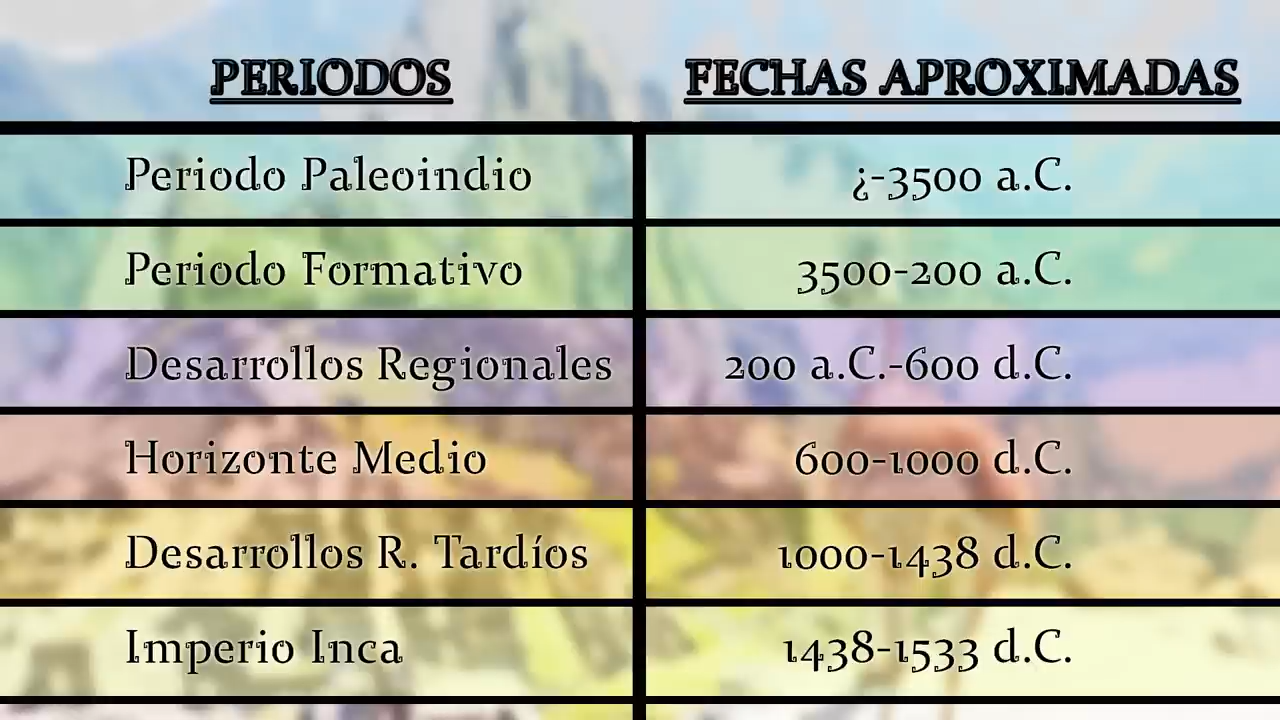 PERIODOS FECHAS APROXIMADAS
Periodo Paleoindio ¿-3500 a.C.
Periodo Formativo 3500-200 a.C.
Desarrollos Regionales 200 a.C.-600 d.C.
Horizonte Medio 600-1000 d.C.
Desarrollos R. Tardíos 1000-1438 d.C.
Imperio Inca 1438-1533 d.C.